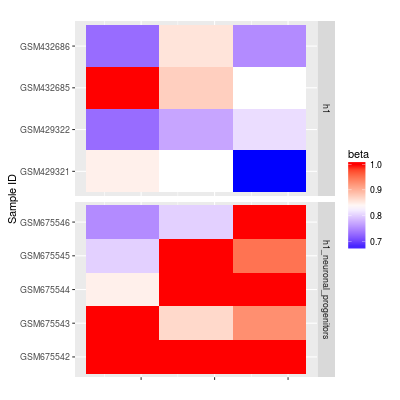 Sample ID
GSM432686
GSM432685
GSM429322
GSM429321
h1
GSM675546
GSM675545
GSM675544
GSM675543
GSM675542
h1_neuronal_progenitors
beta
1.0
0.9
0.8
0.7